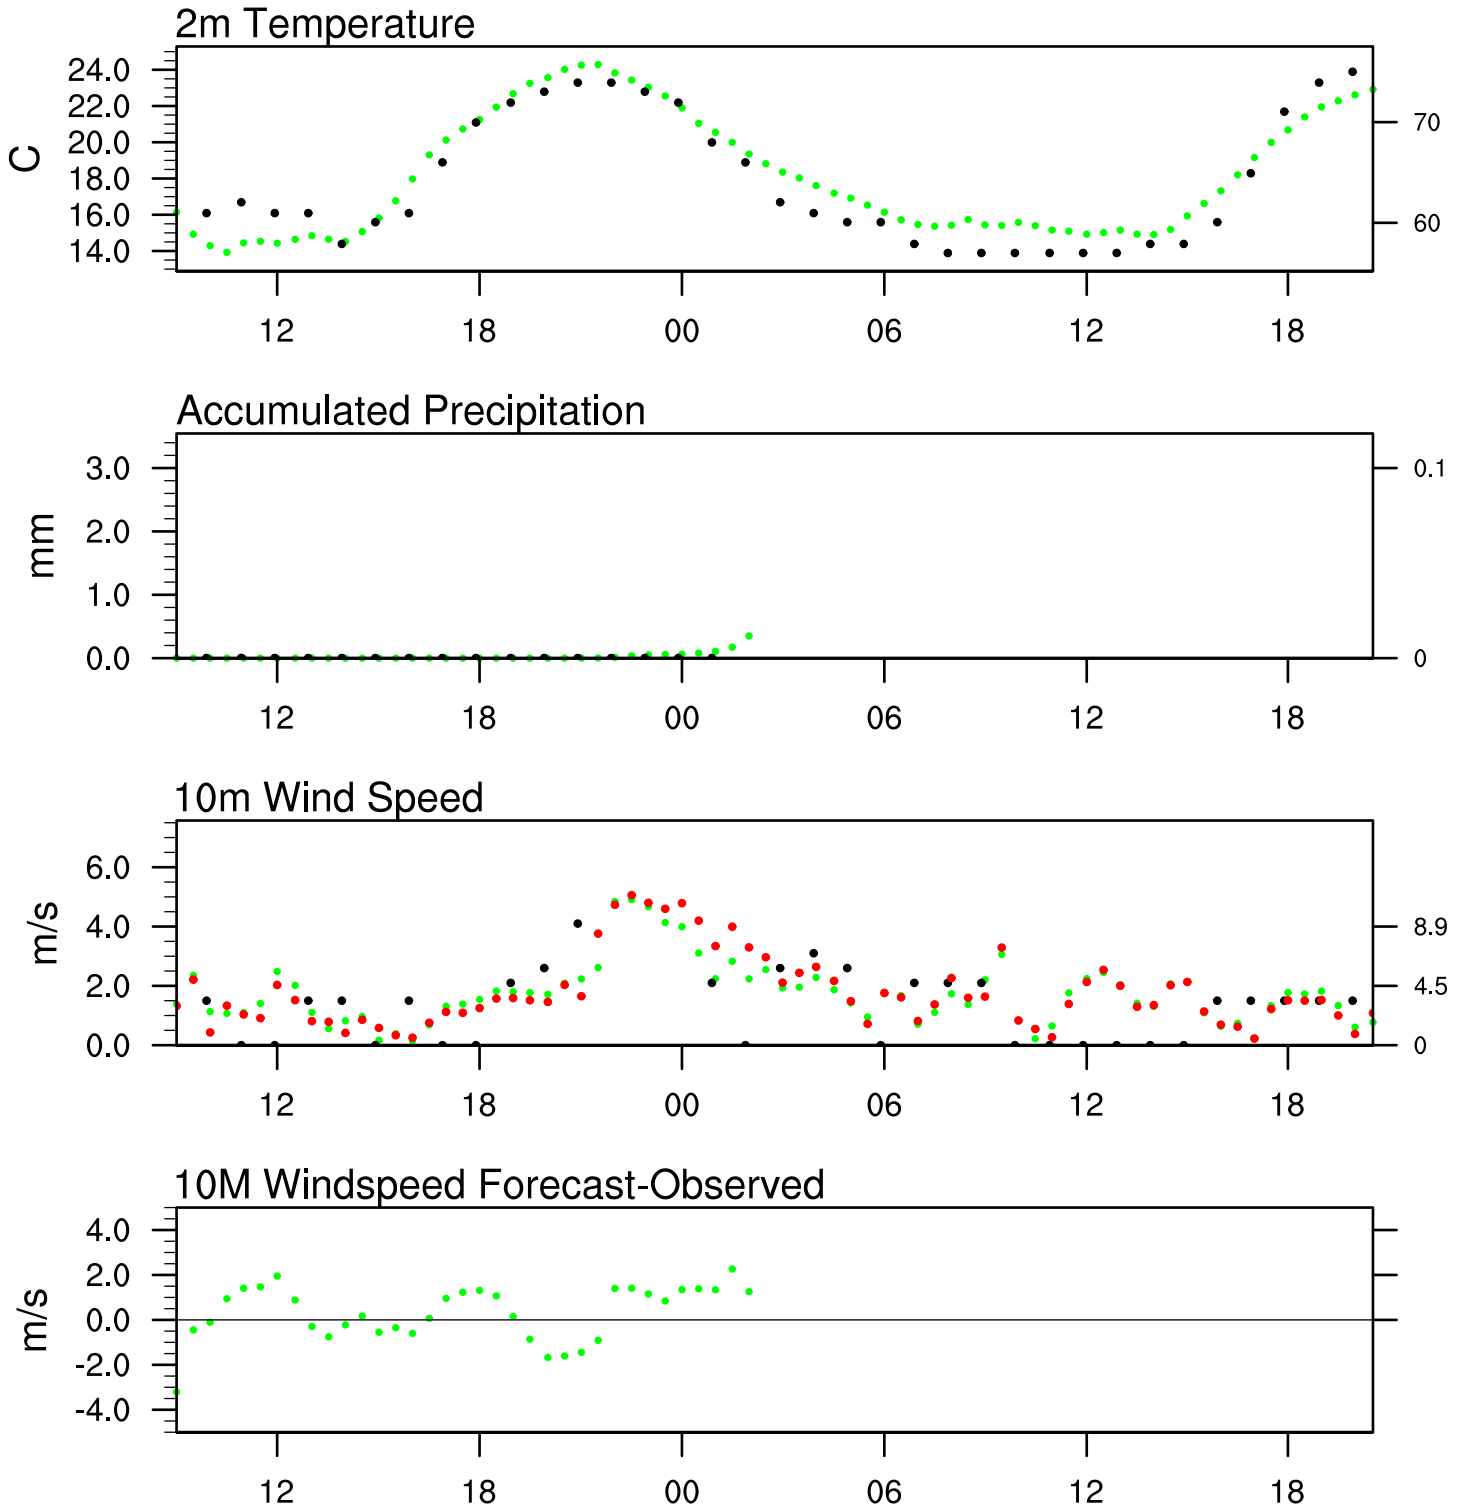 2m Temperature
24.0
22.0
20.0
18.0
16.0
14.0
C
70
60
12 18 00 06 12 18
Accumulated Precipitation
3.0
2.0
1.0
0.0
mm
0.1
0
12 18 00 06 12 18
10m Wind Speed
6.0
4.0
2.0
0.0
m/s
8.9
4.5
0
12 18 00 06 12 18
10M Windspeed Forecast-Observed
4.0
2.0
0.0
-2.0
-4.0
m/s
12 18 00 06 12 18